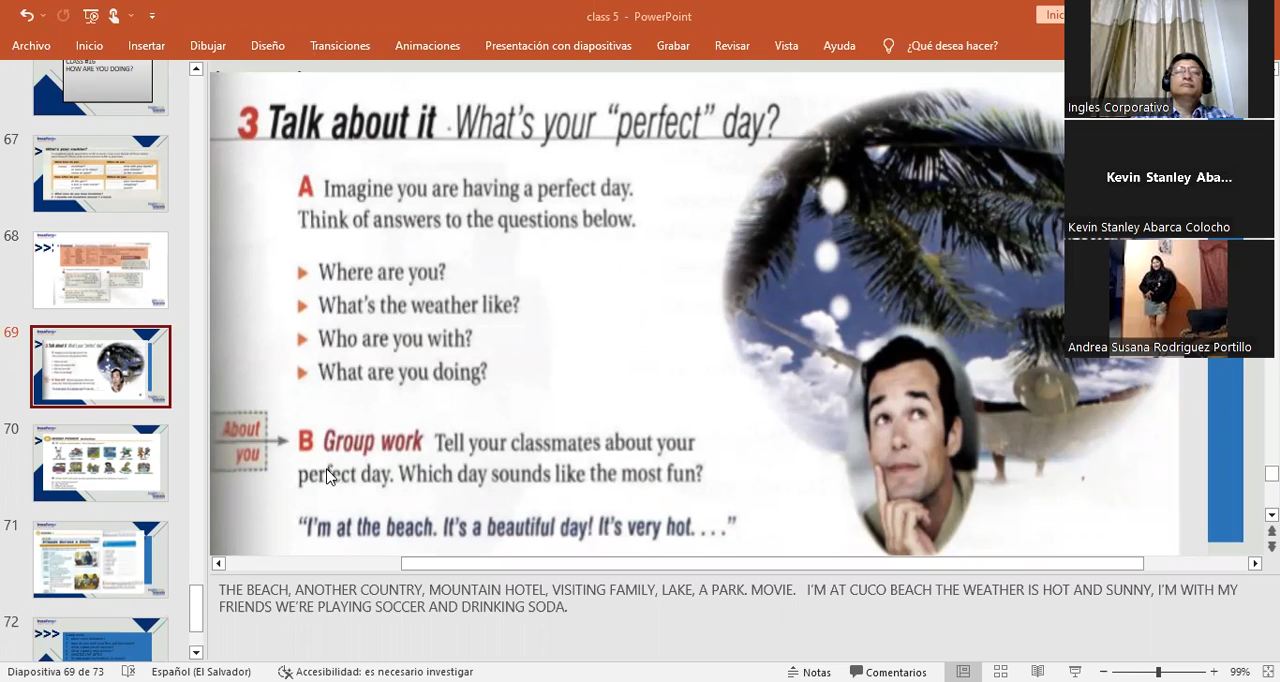 class 5 - PowerPoint
Inic
Archivo Inicio Insertar Dibujar Diseño Transiciones Animaciones Presentación con diapositivas Grabar Revisar Vista Ayuda ¿Qué desea hacer?
CLASS #16
HOW ARE YOU DOING?
67
68
69
70
71
72
3 Talk about it - What's your "perfect" day?
A Imagine you are having a perfect day.
Think of answers to the questions below.
Where are you?
What's the weather like?
Who are you with?
What are you doing?
About
you
B Group work Tell your classmates about your
perfect day. Which day sounds like the most fun?
"I'm at the beach. It's a beautiful day! It's very hot. . . ."
THE BEACH, ANOTHER COUNTRY, MOUNTAIN HOTEL, VISITING FAMILY, LAKE, A PARK. MOVIE. I'M AT CUCO BEACH THE WEATHER IS HOT AND SUNNY, I'M WITH MY
FRIENDS WE'RE PLAYING SOCCER AND DRINKING SODA.
Ingles Corporativo
Kevin Stanley Aba...
Kevin Stanley Abarca Colocho
Andrea Susana Rodriguez Portillo
Diapositiva 69 de 73 Español (El Salvador) Accesibilidad: es necesario investigar Notas Comentarios 99%